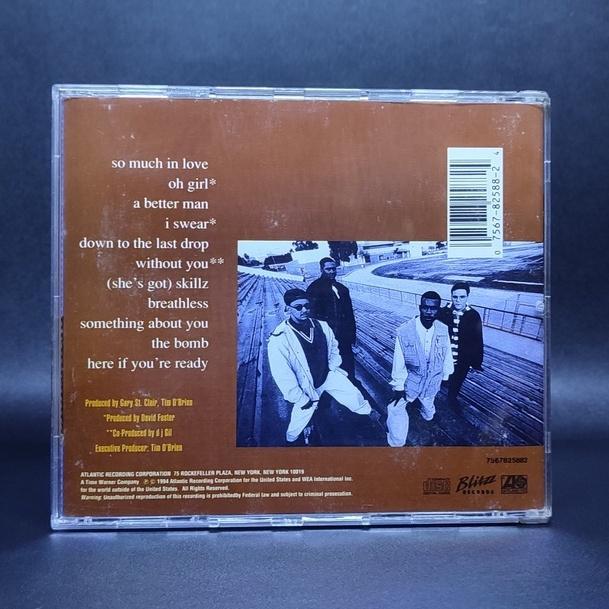 so much in love
oh girl*
a better man
i swear*
down to the last drop
without you**
(she's got) skillz
breathless
something about you
the bomb
here if you're ready
Produced by Gary St. Clair, Tim O'Brien
*Produced by David Foster
**Co-Produced by d j Gil
Executive Producer: Tim O'Brien
0 7567-82588-2 4
7567825882
ATLANTIC RECORDING CORPORATION 75 ROCKEFELLER PLAZA, NEW YORK, NEW YORK 10019
A Time Warner Company ℗ © 1994 Atlantic Recording Corporation for the United States and WEA International Inc.
for the world outside of the United States. All Rights Reserved.
Warning: Unauthorized reproduction of this recording is prohibited by Federal law and subject to criminal prosecution.
Blitzz
RECORDS